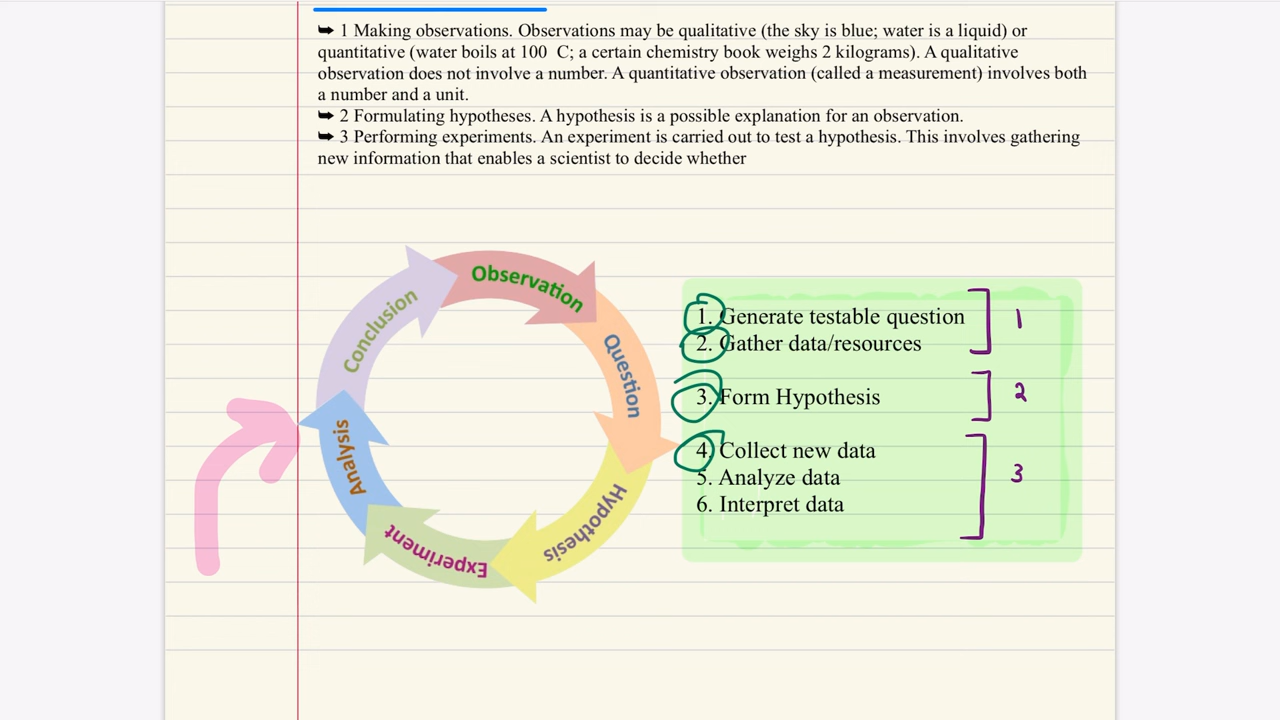 ➥ 1 Making observations. Observations may be qualitative (the sky is blue; water is a liquid) or
quantitative (water boils at 100  C; a certain chemistry book weighs 2 kilograms). A qualitative
observation does not involve a number. A quantitative observation (called a measurement) involves both
a number and a unit.
➥ 2 Formulating hypotheses. A hypothesis is a possible explanation for an observation.
➥ 3 Performing experiments. An experiment is carried out to test a hypothesis. This involves gathering
new information that enables a scientist to decide whether
Observation
Question
Hypothesis
Experiment
Analysis
Conclusion
1. Generate testable question
2. Gather data/resources
1
3. Form Hypothesis
2
4. Collect new data
5. Analyze data
6. Interpret data
3